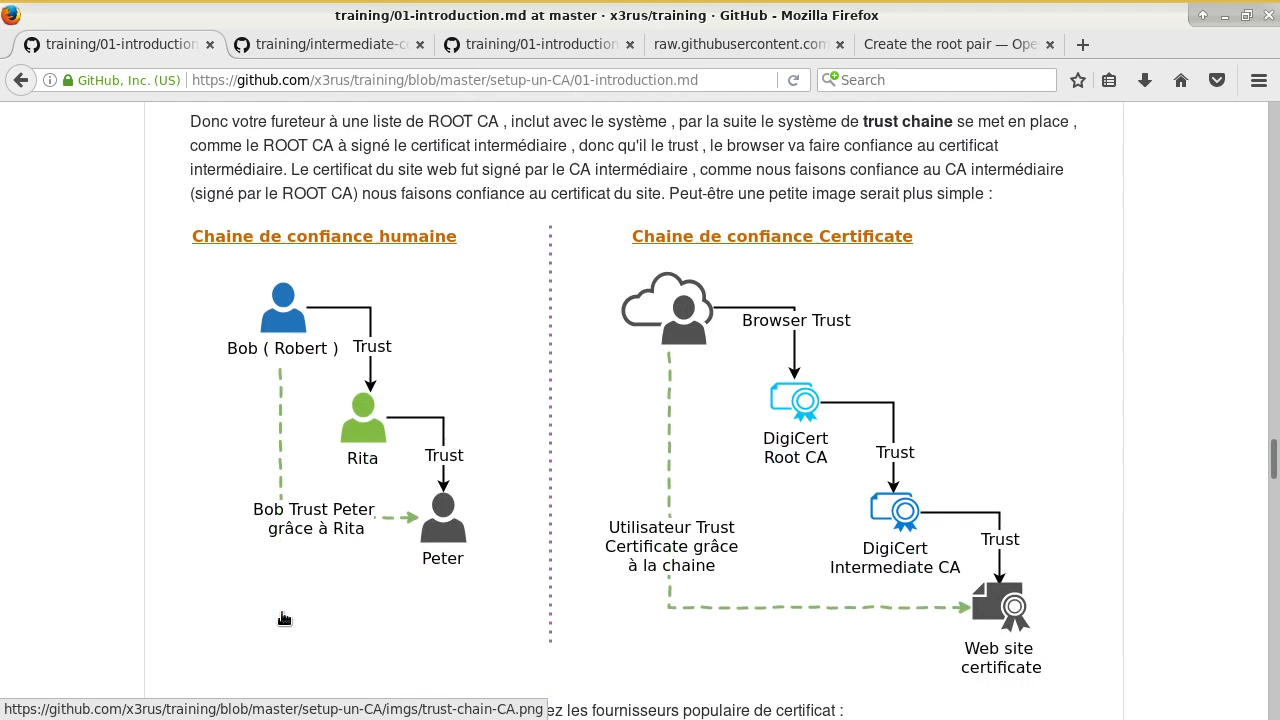 training/01-introduction.md at master · x3rus/training · GitHub - Mozilla Firefox
training/01-introduction
training/intermediate-c
training/01-introduction
raw.githubusercontent.com
Create the root pair — Ope
GitHub, Inc. (US)
https://github.com/x3rus/training/blob/master/setup-un-CA/01-introduction.md
Search
Donc votre fureteur à une liste de ROOT CA , inclut avec le système , par la suite le système de trust chaine se met en place ,
comme le ROOT CA à signé le certificat intermédiaire , donc qu'il le trust , le browser va faire confiance au certificat
intermédiaire. Le certificat du site web fut signé par le CA intermédiaire , comme nous faisons confiance au CA intermédiaire
(signé par le ROOT CA) nous faisons confiance au certificat du site. Peut-être une petite image serait plus simple :
Chaine de confiance humaine
Bob ( Robert )
Trust
Rita
Trust
Bob Trust Peter
grâce à Rita
Peter
Chaine de confiance Certificate
Browser Trust
DigiCert
Root CA
Trust
Utilisateur Trust
Certificate grâce
à la chaine
DigiCert
Intermediate CA
Trust
Web site
certificate
ez les fournisseurs populaire de certificat :
https://github.com/x3rus/training/blob/master/setup-un-CA/imgs/trust-chain-CA.png